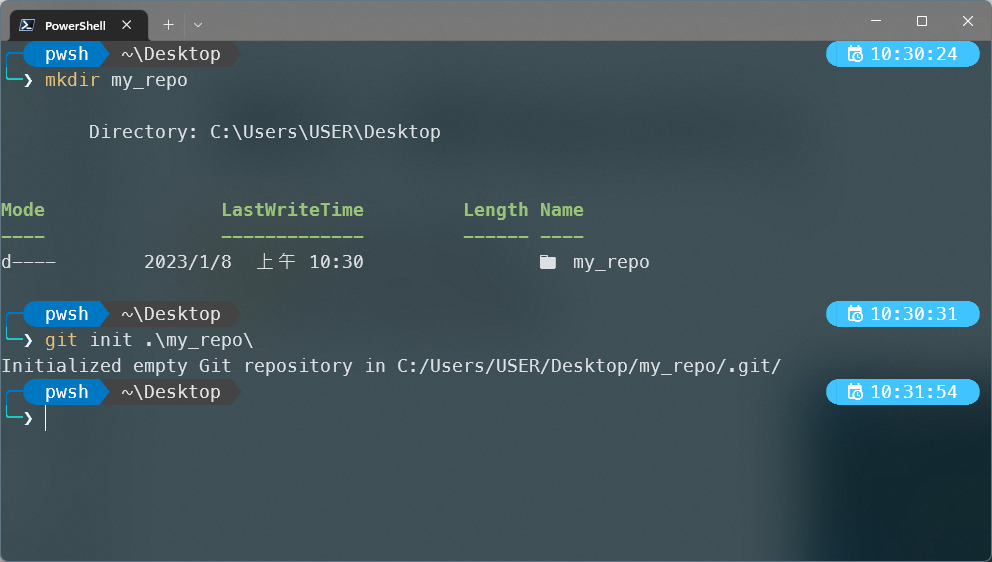 PowerShell
pwsh ~\Desktop 10:30:24
❯ mkdir my_repo
Directory: C:\Users\USER\Desktop
Mode LastWriteTime Length Name
---- ------------- ------ ----
d---- 2023/1/8 上午 10:30 my_repo
pwsh ~\Desktop 10:30:31
❯ git init .\my_repo\
Initialized empty Git repository in C:/Users/USER/Desktop/my_repo/.git/
pwsh ~\Desktop 10:31:54
❯